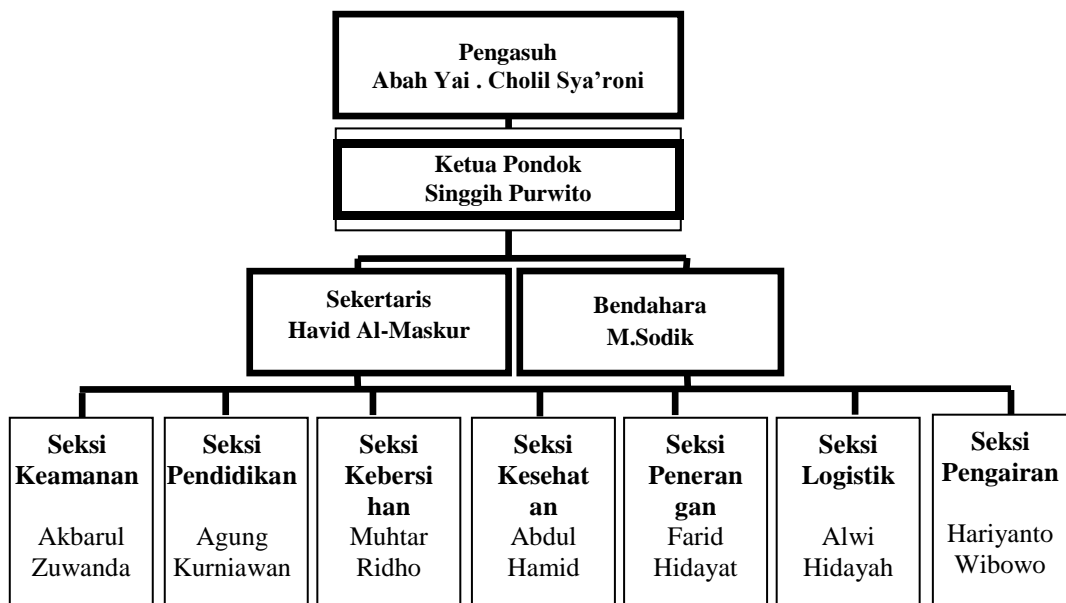 Pengasuh
Abah Yai . Cholil Sya’roni
Ketua Pondok
Singgih Purwito
Sekertaris
Havid Al-Maskur
Bendahara
M.Sodik
Seksi
Keamanan
Akbarul
Zuwanda
Seksi
Pendidikan
Agung
Kurniawan
Seksi
Kebersi
han
Muhtar
Ridho
Seksi
Kesehat
an
Abdul
Hamid
Seksi
Peneran
gan
Farid
Hidayat
Seksi
Logistik
Alwi
Hidayah
Seksi
Pengairan
Hariyanto
Wibowo